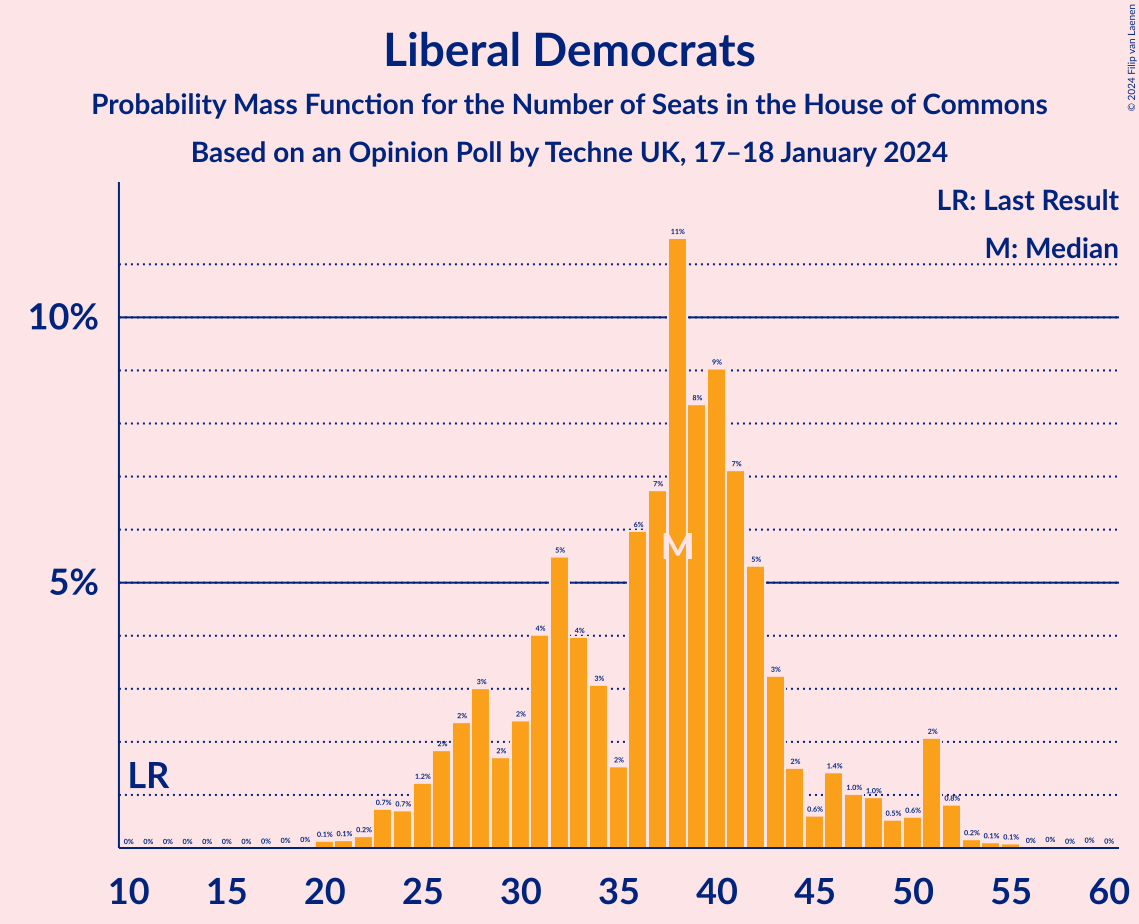 © 2024 Filip van Laenen
Liberal Democrats
Probability Mass Function for the Number of Seats in the House of Commons
Based on an Opinion Poll by Techne UK, 17–18 January 2024
LR: Last Result
M: Median
10%
5%
LR
M
0% 0% 0% 0% 0% 0% 0% 0% 0% 0% 0.1% 0.1% 0.2% 0.7% 0.7% 1.2% 2% 2% 3% 2% 2% 4% 5% 4% 3% 2% 6% 7% 11% 8% 9% 7% 5% 3% 2% 0.6% 1.4% 1.0% 1.0% 0.5% 0.6% 2% 0.8% 0.2% 0.1% 0.1% 0% 0% 0% 0% 0%
10 15 20 25 30 35 40 45 50 55 60